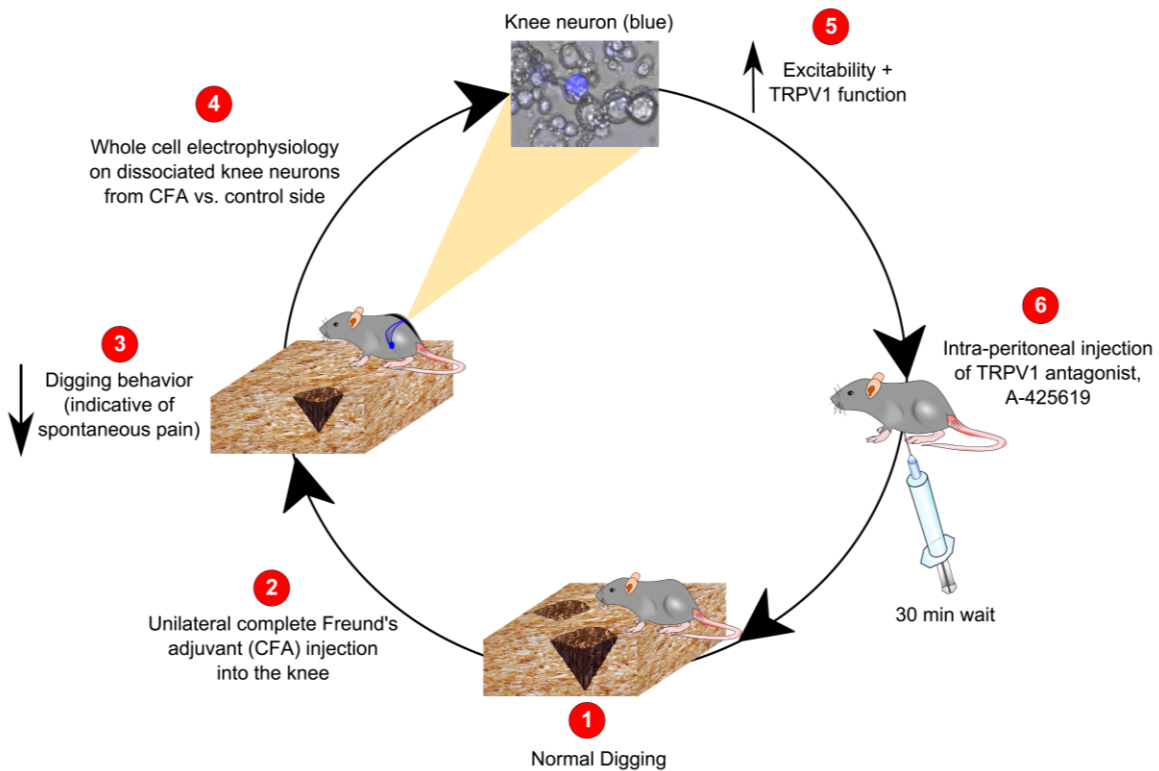 1
Normal Digging
2
Unilateral complete Freund's
adjuvant (CFA) injection
into the knee
3
Digging behavior
(indicative of
spontaneous pain)
4
Whole cell electrophysiology
on dissociated knee neurons
from CFA vs. control side
Knee neuron (blue)
5
Excitability +
TRPV1 function
6
Intra-peritoneal injection
of TRPV1 antagonist,
A-425619
30 min wait